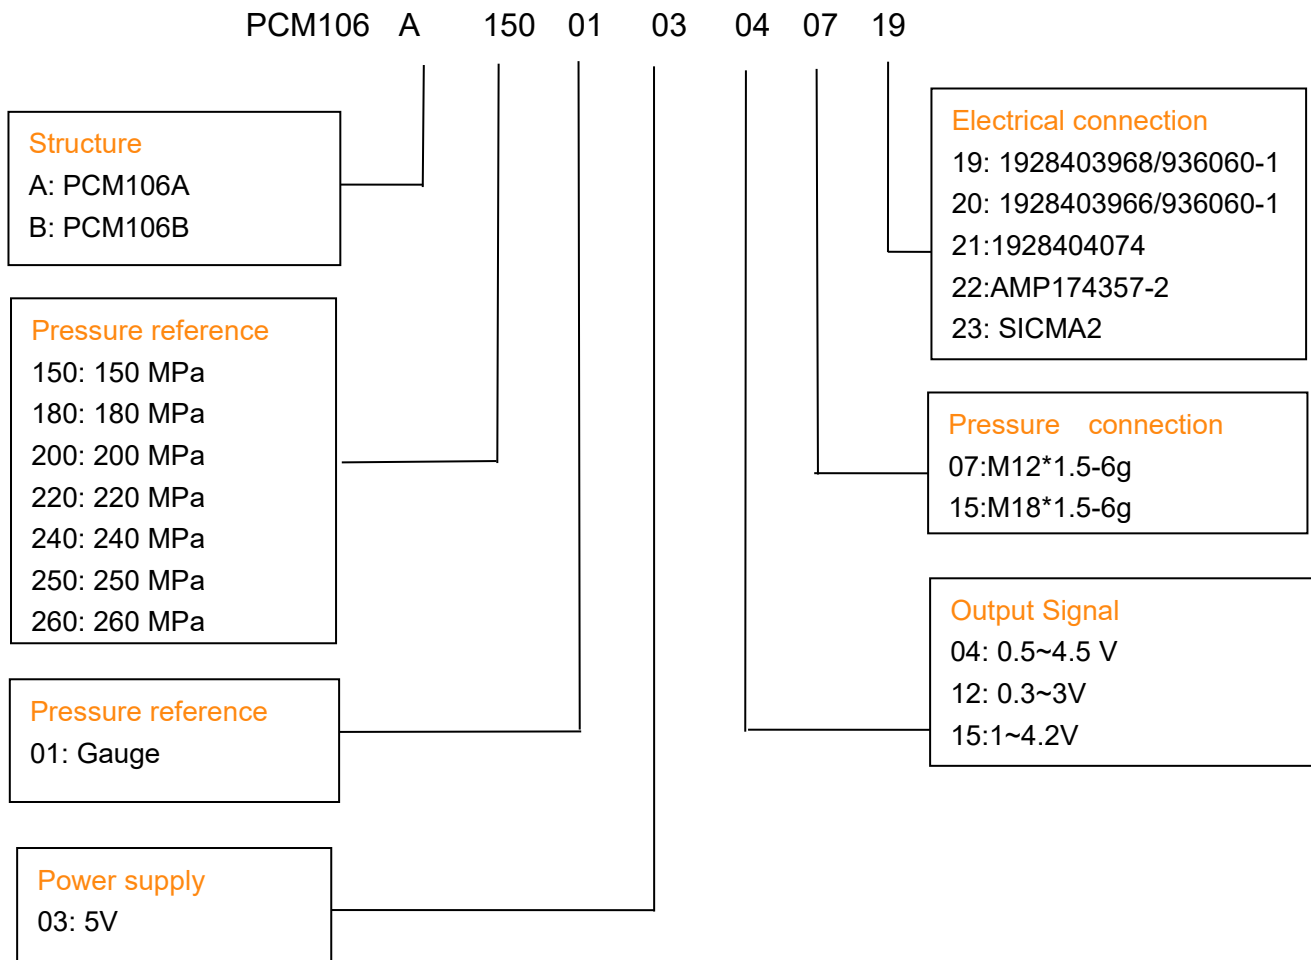 PCM106 A 150 01 03 04 07 19
Structure
A: PCM106A
B: PCM106B
Pressure reference
150: 150 MPa
180: 180 MPa
200: 200 MPa
220: 220 MPa
240: 240 MPa
250: 250 MPa
260: 260 MPa
Pressure reference
01: Gauge
Power supply
03: 5V
Electrical connection
19: 1928403968/936060-1
20: 1928403966/936060-1
21:1928404074
22:AMP174357-2
23: SICMA2
Pressure connection
07:M12*1.5-6g
15:M18*1.5-6g
Output Signal
04: 0.5~4.5 V
12: 0.3~3V
15:1~4.2V